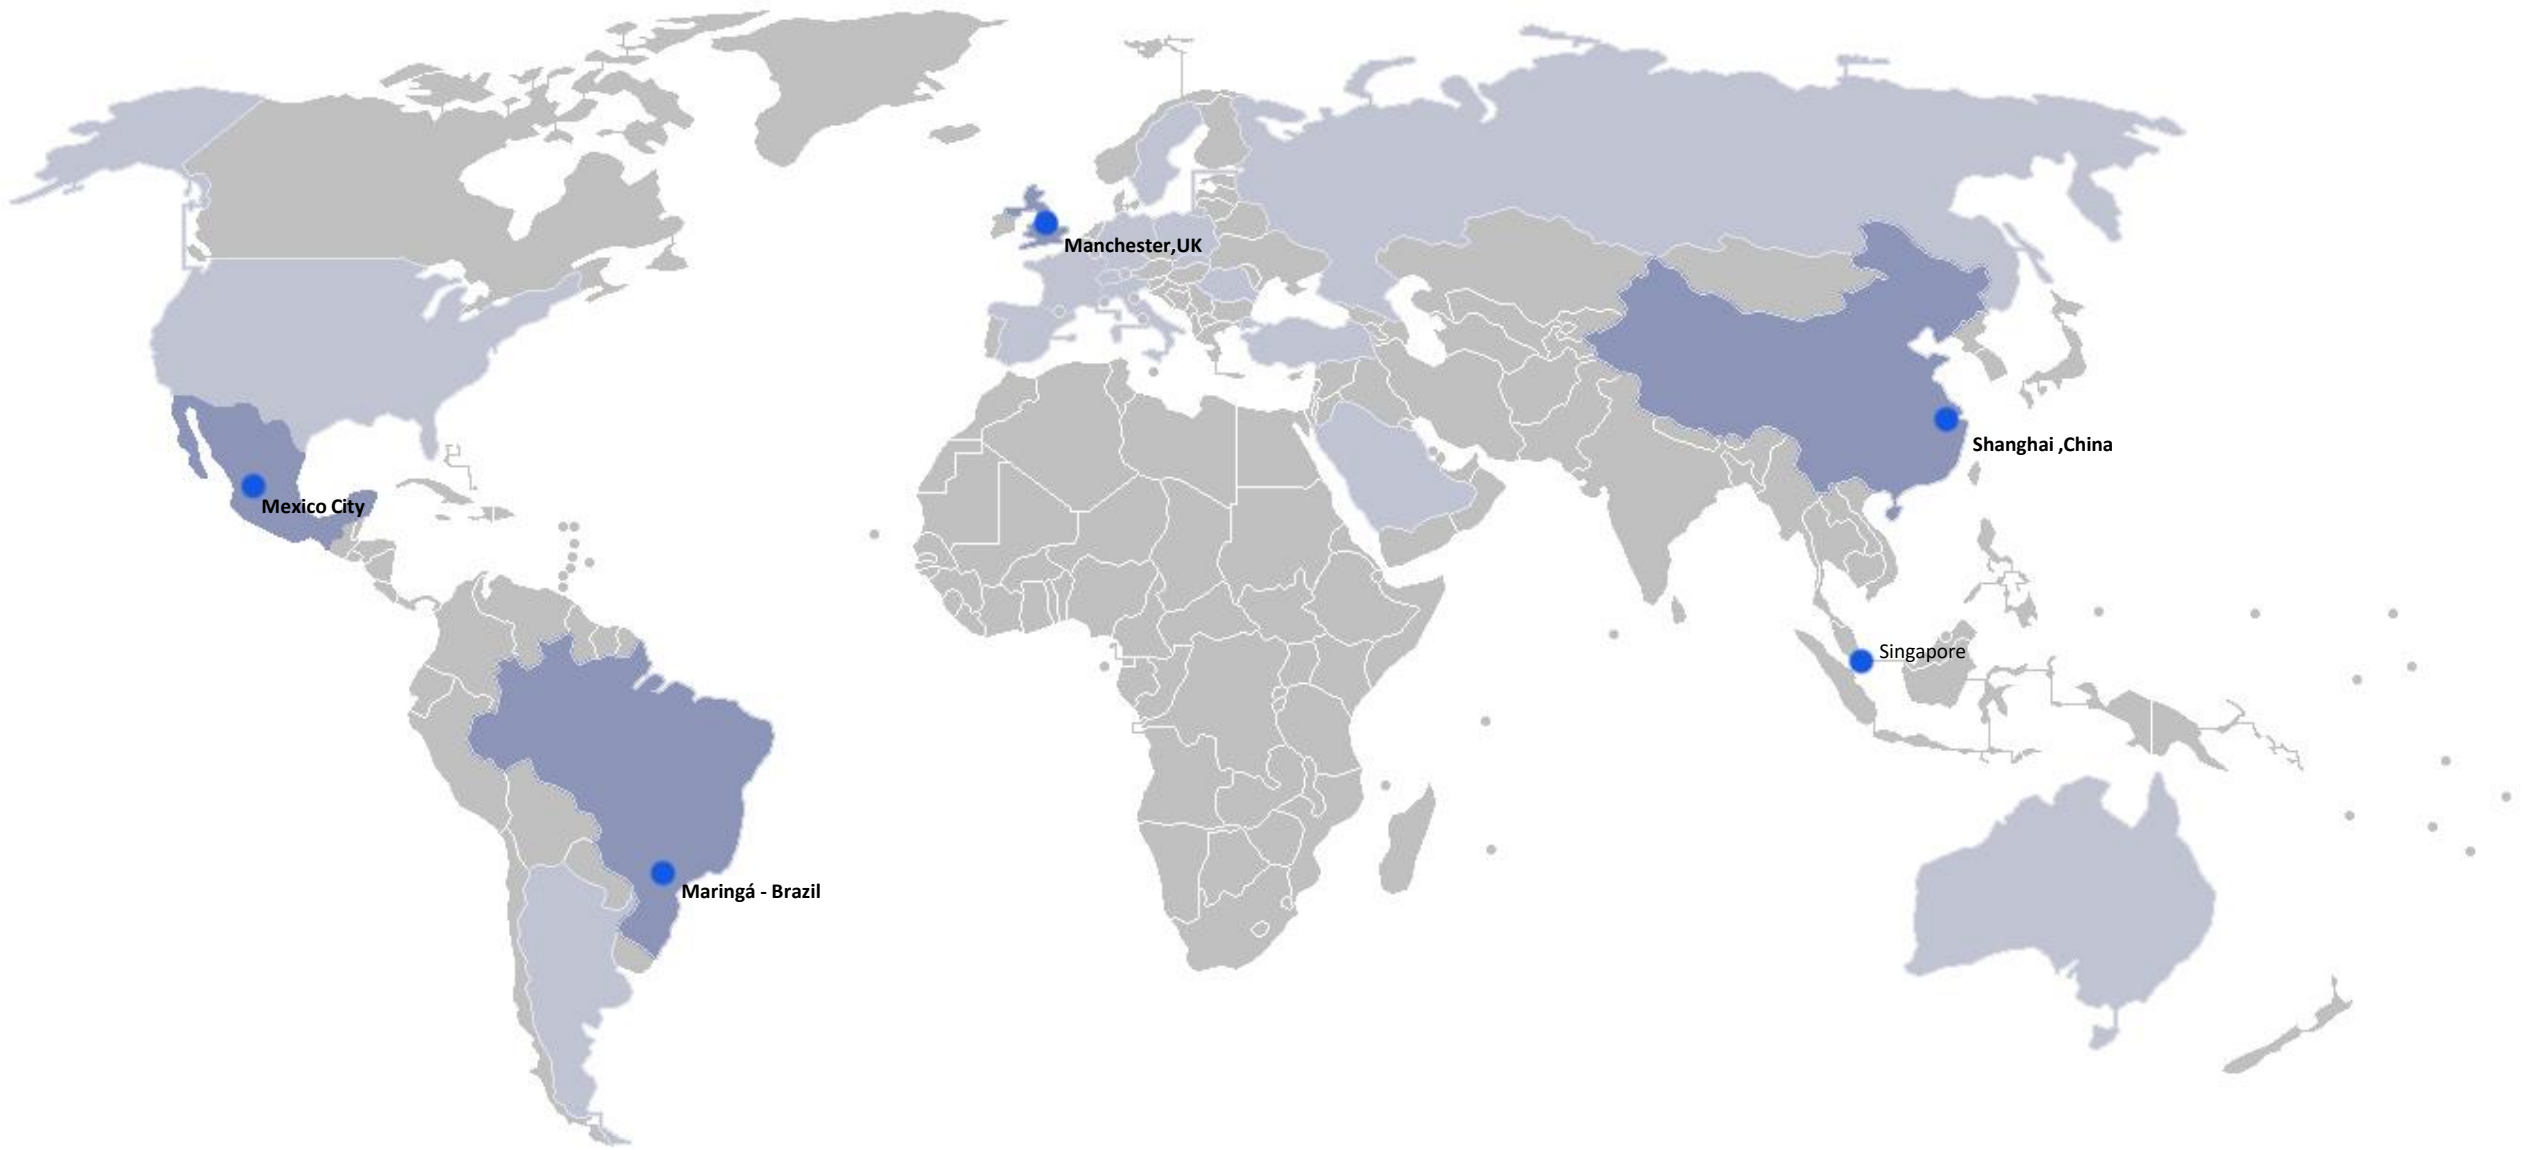 Manchester,UK
Shanghai ,China
Mexico City
Singapore
Maringá - Brazil